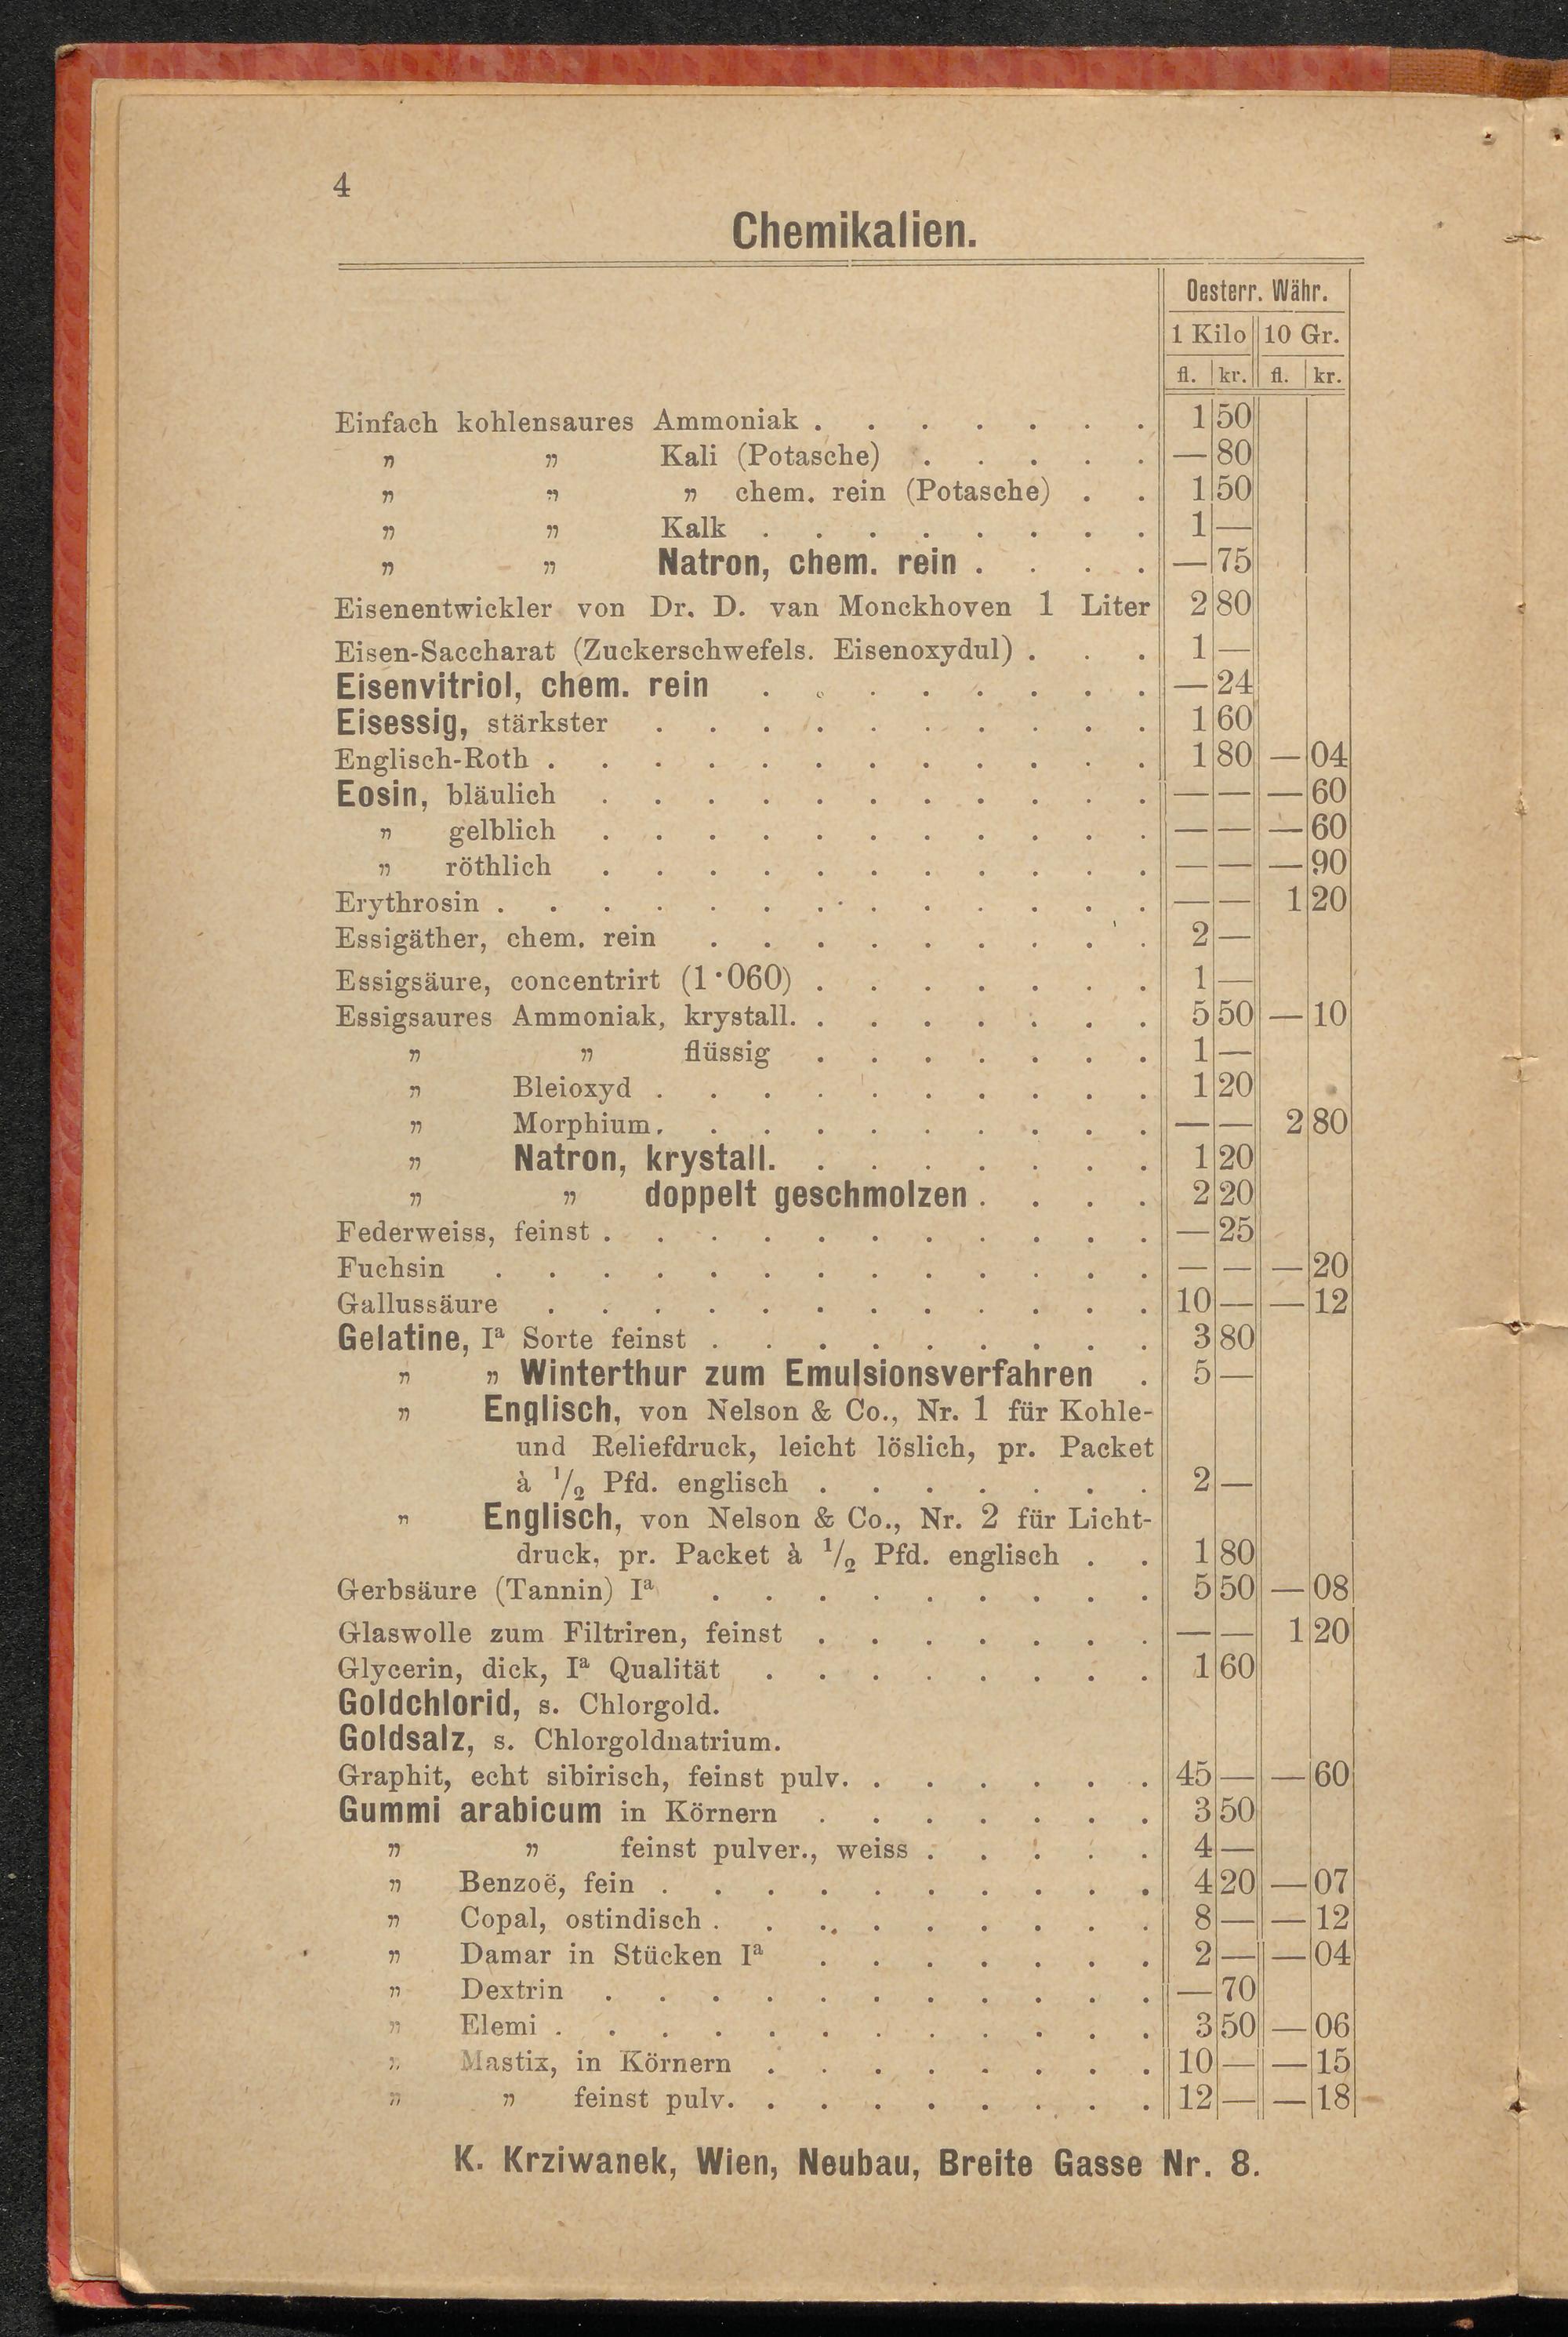 4
Chemikalien.
Oesterr. Währ.
1 Kilo 10 Gr.
fl. kr. fl. kr.
Einfach kohlensaures Ammoniak . . . . . . . 1 50
„ „ Kali (Potasche) . . . . . — 80
„ „ „ chem. rein (Potasche) . . 1 50
„ „ Kalk . . . . . . . . 1 —
„ „ Natron, chem. rein . . . . — 75
Eisenentwickler von Dr. D. van Monckhoven 1 Liter 2 80
Eisen-Saccharat (Zuckerschwefels. Eisenoxydul) . . . 1 —
Eisenvitriol, chem. rein . . . . . . . . — 24
Eisessig, stärkster . . . . . . . . . . 1 60
Englisch-Roth . . . . . . . . . . . . 1 80 — 04
Eosin, bläulich . . . . . . . . . . . — — — 60
„ gelblich . . . . . . . . . . . — — — 60
„ röthlich . . . . . . . . . . . — — — 90
Erythrosin . . . . . . . . . . . . . — — 1 20
Essigäther, chem. rein . . . . . . . . . 2 —
Essigsäure, concentrirt (1·060) . . . . . . . 1 —
Essigsaures Ammoniak, krystall. . . . . . . . 5 50 — 10
„ „ flüssig . . . . . . . 1 —
„ Bleioxyd . . . . . . . . . . 1 20
„ Morphium. . . . . . . . . . — — 2 80
„ Natron, krystall. . . . . . . . 1 20
„ „ doppelt geschmolzen . . . . 2 20
Federweiss, feinst . . . . . . . . . . . — 25
Fuchsin . . . . . . . . . . . . . — — — 20
Gallussäure . . . . . . . . . . . . 10 — — 12
Gelatine, Iª Sorte feinst . . . . . . . . . 3 80
„ „ Winterthur zum Emulsionsverfahren . 5 —
„ Englisch, von Nelson & Co., Nr. 1 für Kohle-
und Reliefdruck, leicht löslich, pr. Packet
à 1/2 Pfd. englisch . . . . . . . 2 —
„ Englisch, von Nelson & Co., Nr. 2 für Licht-
druck, pr. Packet à 1/2 Pfd. englisch . . 1 80
Gerbsäure (Tannin) Iª . . . . . . . . . 5 50 — 08
Glaswolle zum Filtriren, feinst . . . . . . . — — 1 20
Glycerin, dick, Iª Qualität . . . . . . . . 1 60
Goldchlorid, s. Chlorgold.
Goldsalz, s. Chlorgoldnatrium.
Graphit, echt sibirisch, feinst pulv. . . . . . . 45 — — 60
Gummi arabicum in Körnern . . . . . . . 3 50
„ „ feinst pulver., weiss . . . . . 4 —
„ Benzoë, fein . . . . . . . . . . 4 20 — 07
„ Copal, ostindisch . . . . . . . . . 8 — — 12
„ Damar in Stücken Iª . . . . . . . 2 — — 04
„ Dextrin . . . . . . . . . . . — 70
„ Elemi . . . . . . . . . . . . 3 50 — 06
„ Mastix, in Körnern . . . . . . . . 10 — — 15
„ „ feinst pulv. . . . . . . . . 12 — — 18
K. Krziwanek, Wien, Neubau, Breite Gasse Nr. 8.